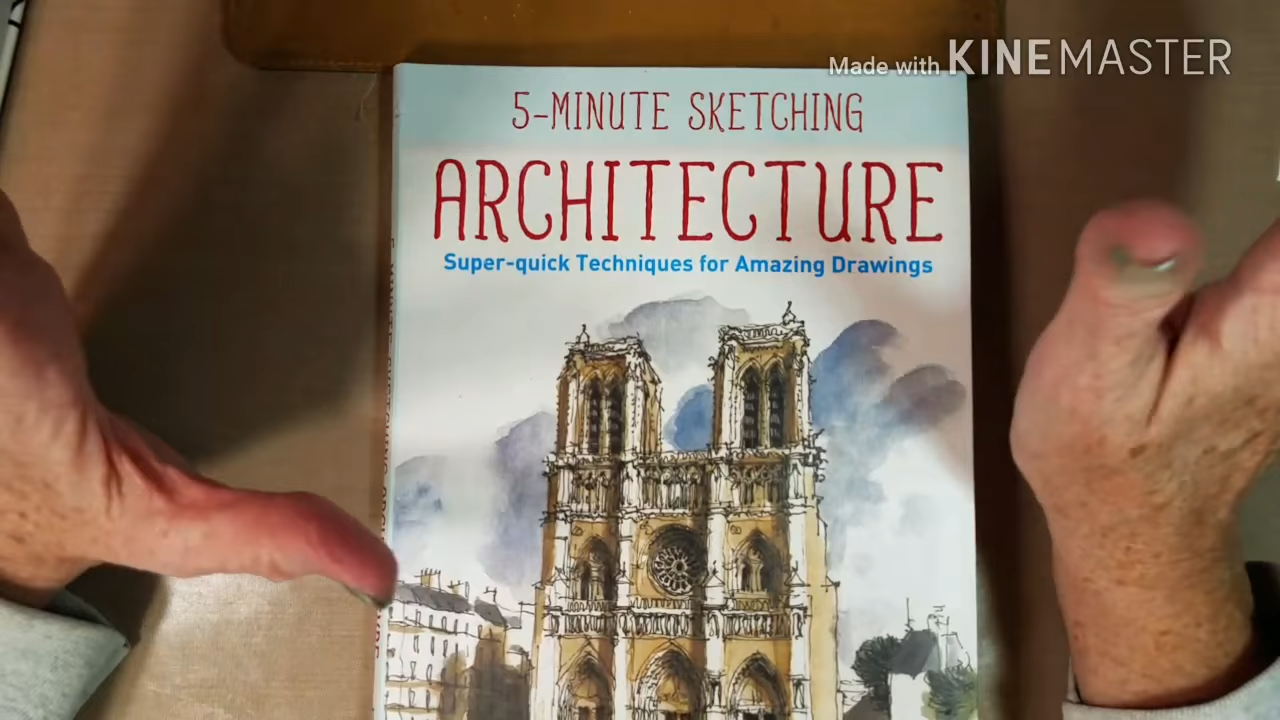 Made with KINEMASTER
5-MINUTE SKETCHING
ARCHITECTURE
Super-quick Techniques for Amazing Drawings